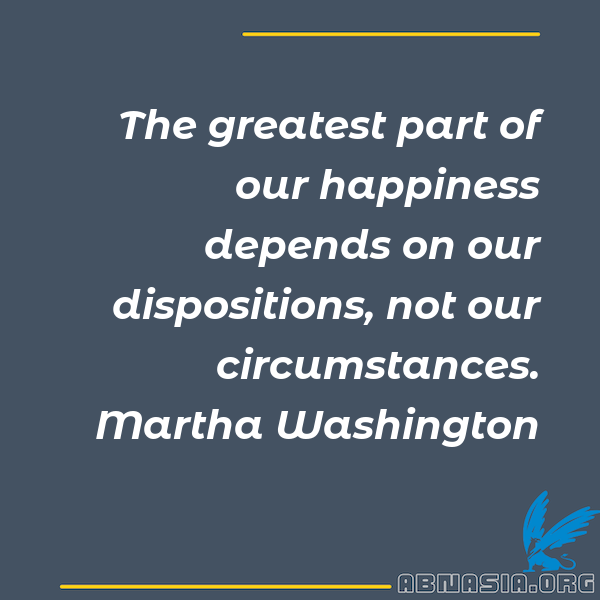 The greatest part of
our happiness
depends on our
dispositions, not our
circumstances.
Martha Washington
ABNASIA.ORG